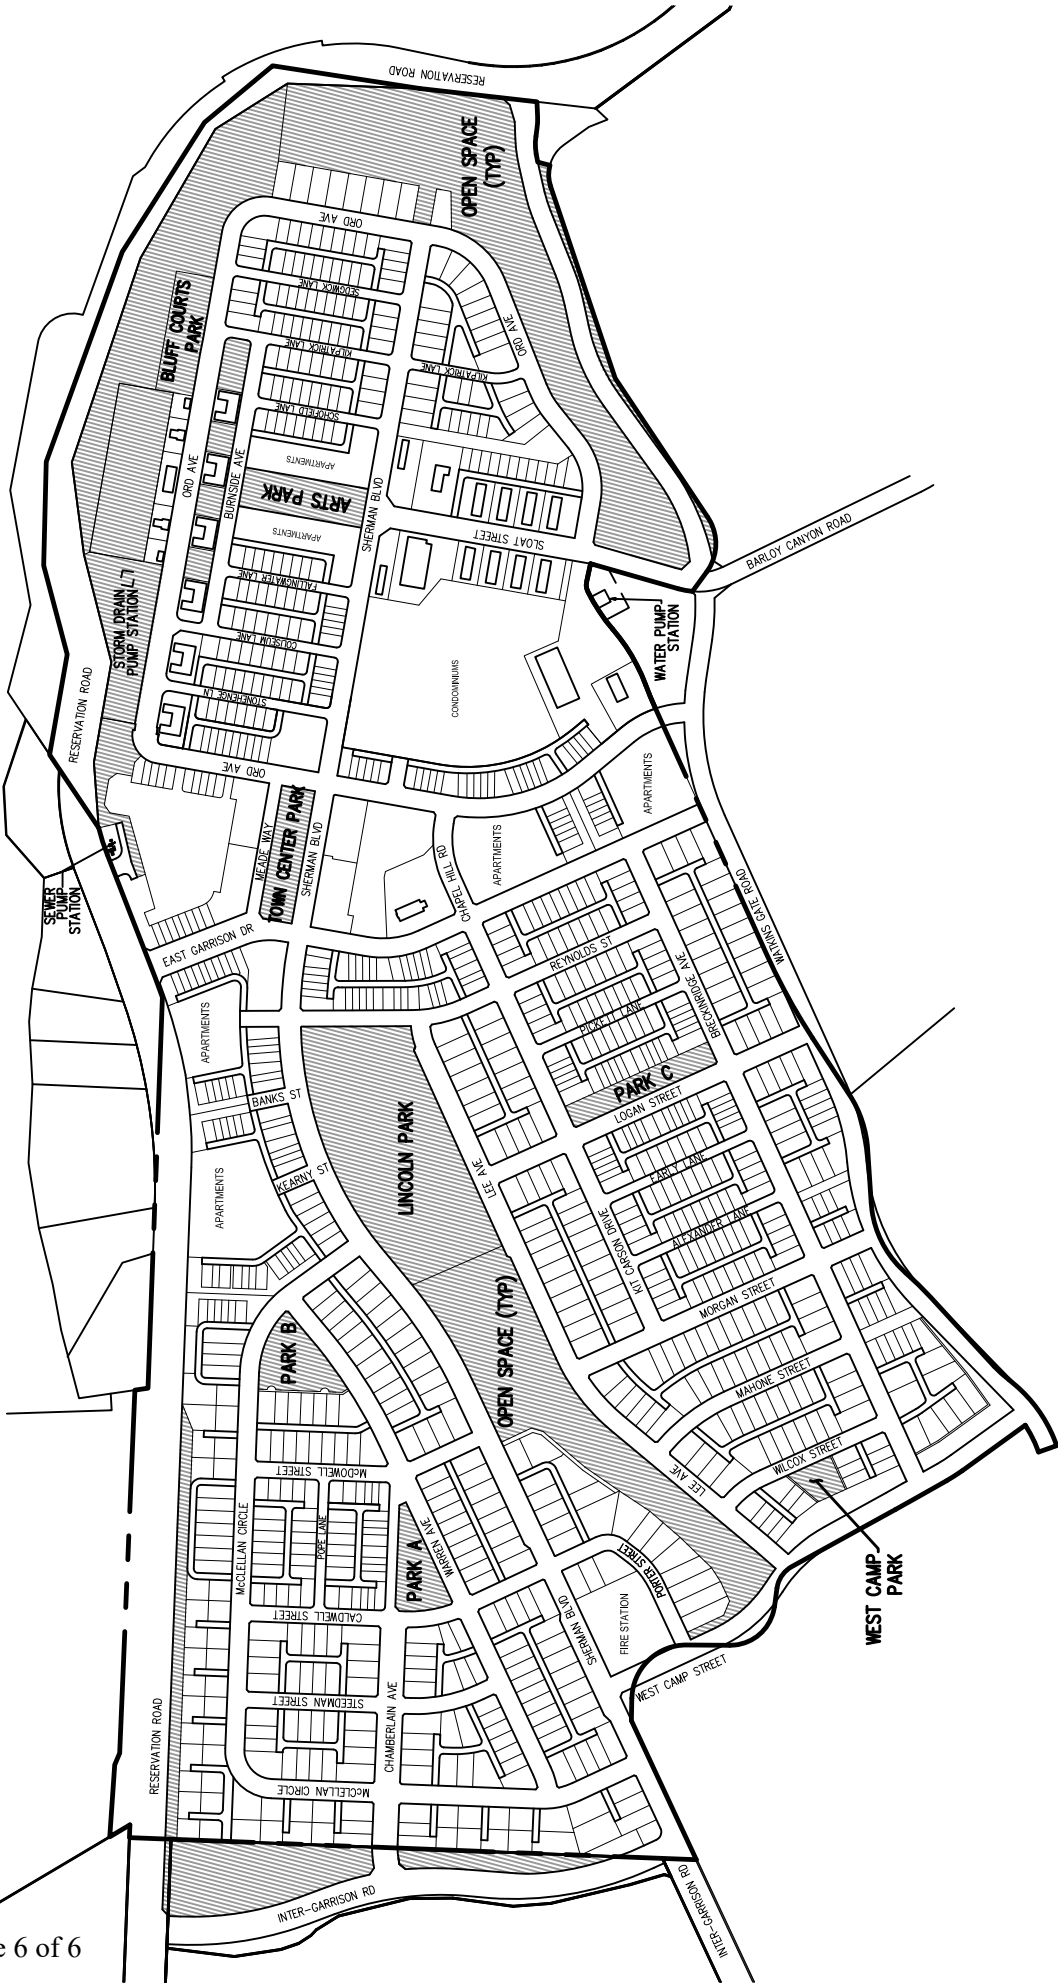 RESERVATION ROAD
OPEN SPACE
(TYP)
ORD AVE
SEDGWICK LANE
BLUFF COURTS
PARK
ORD AVE
KILPATRICK LANE
KILPATRICK LANE
SCHOFIELD LANE
APARTMENTS
ORD AVE
BURNSIDE AVE
ARTS PARK
SHERMAN BLVD
APARTMENTS
SLOAT STREET
BARLOY CANYON ROAD
FALLINGWATER LANE
STORM DRAIN
PUMP STATION
COLISEUM LANE
WATER PUMP
STATION
STONEHENGE LN
CONDOMINIUMS
RESERVATION ROAD
ORD AVE
APARTMENTS
MEADE WAY
TOWN CENTER PARK
SHERMAN BLVD
CHAPEL HILL RD
APARTMENTS
SEWER
PUMP
STATION
EAST GARRISON DR
WATKINS GATE ROAD
REYNOLDS ST
BRECKINRIDGE AVE
PICKETT LANE
APARTMENTS
PARK C
LOGAN STREET
BANKS ST
LINCOLN PARK
LEE AVE
EARLY LANE
KEARNY ST
APARTMENTS
KIT CARSON DRIVE
ALEXANDER LANE
MORGAN STREET
OPEN SPACE (TYP)
PARK B
MAHONE STREET
McDOWELL STREET
WILCOX STREET
LEE AVE
McCLELLAN CIRCLE
POPE LANE
PARK A
WARREN AVE
WEST CAMP
PARK
CALDWELL STREET
PORTER STREET
FIRE STATION
SHERMAN BLVD
WEST CAMP STREET
STEEDMAN STREET
CHAMBERLAIN AVE
RESERVATION ROAD
McCLELLAN CIRCLE
INTER-GARRISON RD
INTER-GARRISON RD
e 6 of 6